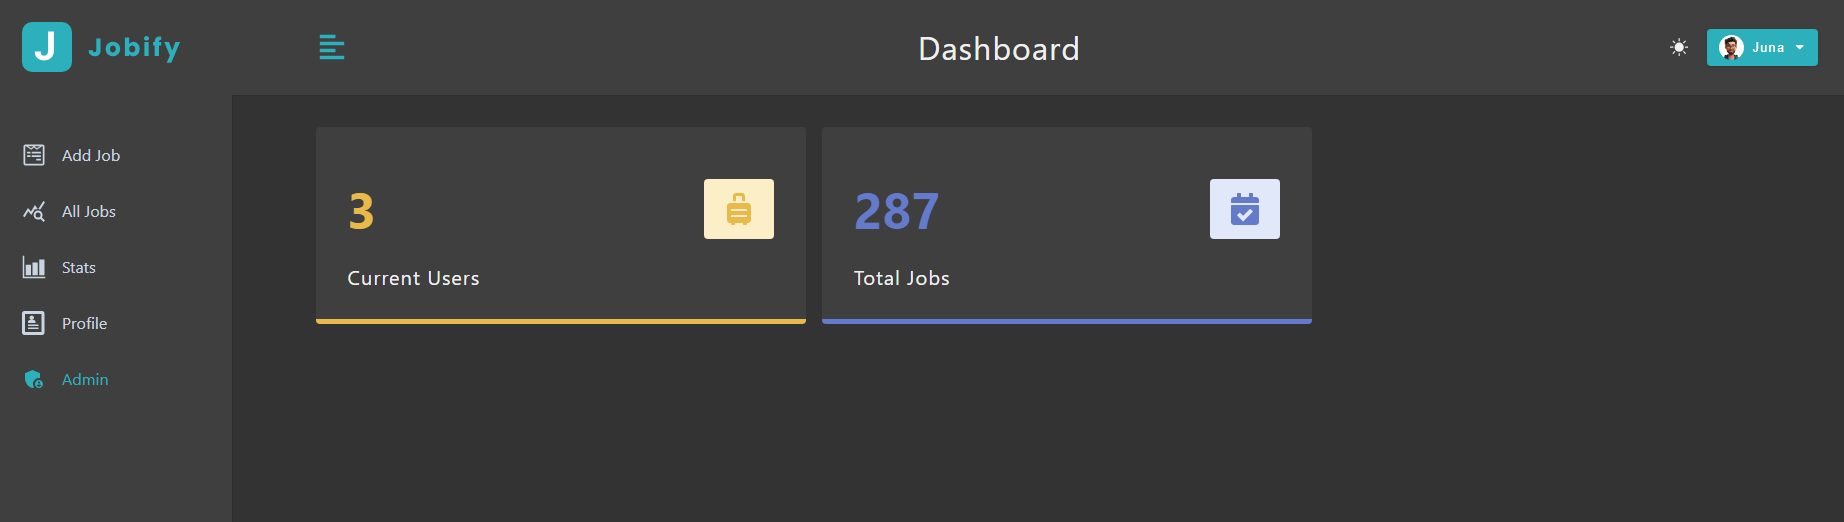 J Jobify
Dashboard
Juna
Add Job
All Jobs
Stats
Profile
Admin
3
Current Users
287
Total Jobs